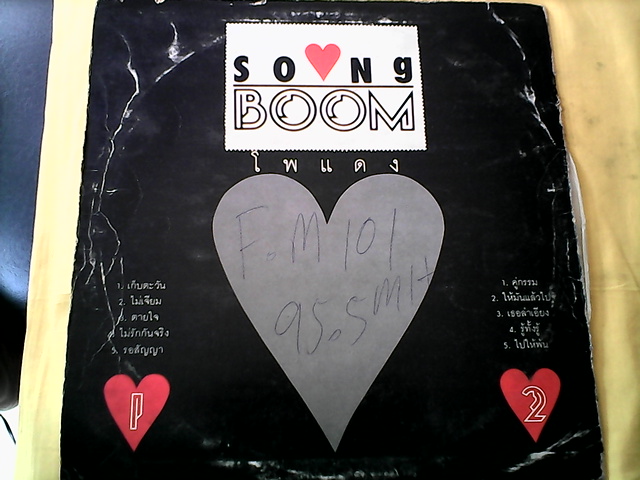 SONg
BOOM
โพแดง
F.M 101
95.5 MH
1. เก็บตะวัน
2. ไม่เจียม
3. ตายใจ
4. ไม่รักกันจริง
5. รอสัญญา
1
1. คู่กรรม
2. ให้มันแล้วไป
3. เธอลำเอียง
4. รู้ทั้งรู้
5. ไปให้พ้น
2